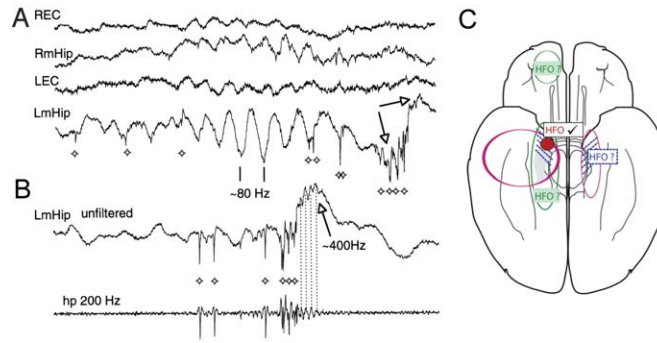 A
REC
RmHip
LEC
LmHip
~80 Hz
B
LmHip unfiltered
~400Hz
hp 200 Hz
C
HFO ?
HFO ✓
HFO ?
HFO ?